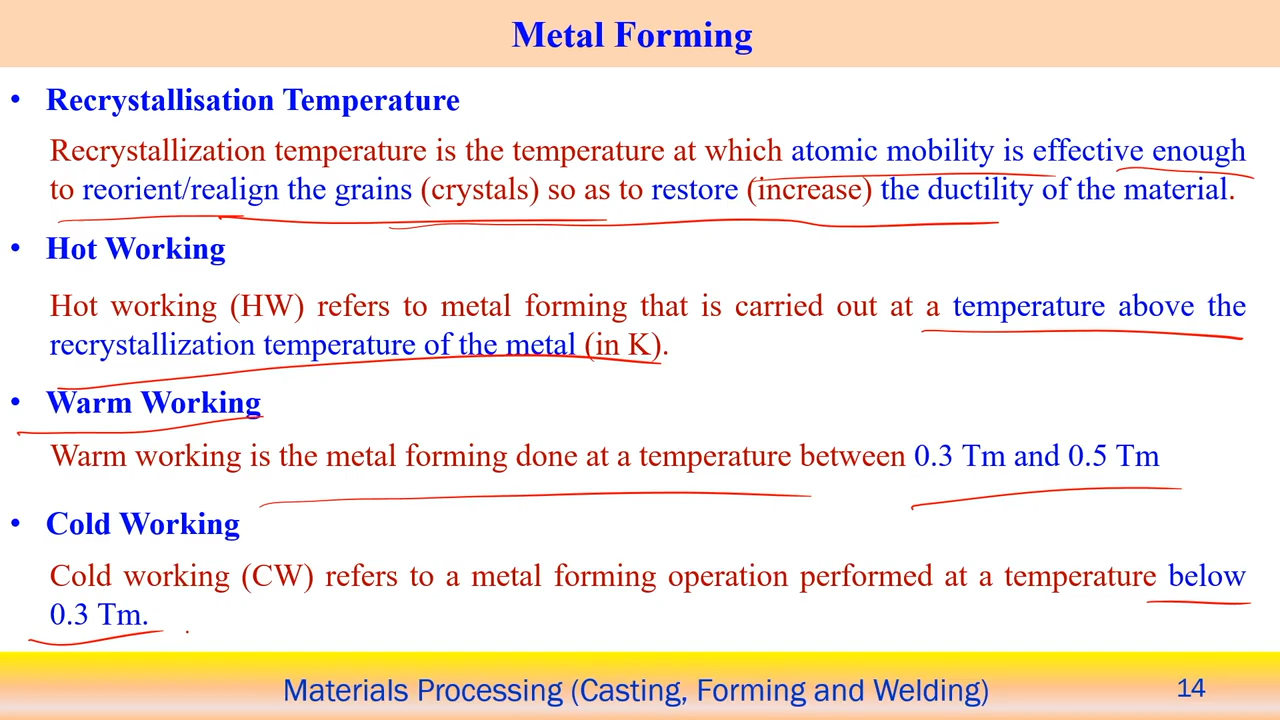 Metal Forming
• Recrystallisation Temperature
Recrystallization temperature is the temperature at which atomic mobility is effective enough
to reorient/realign the grains (crystals) so as to restore (increase) the ductility of the material.
• Hot Working
Hot working (HW) refers to metal forming that is carried out at a temperature above the
recrystallization temperature of the metal (in K).
• Warm Working
Warm working is the metal forming done at a temperature between 0.3 Tm and 0.5 Tm
• Cold Working
Cold working (CW) refers to a metal forming operation performed at a temperature below
0.3 Tm.
Materials Processing (Casting, Forming and Welding)
14